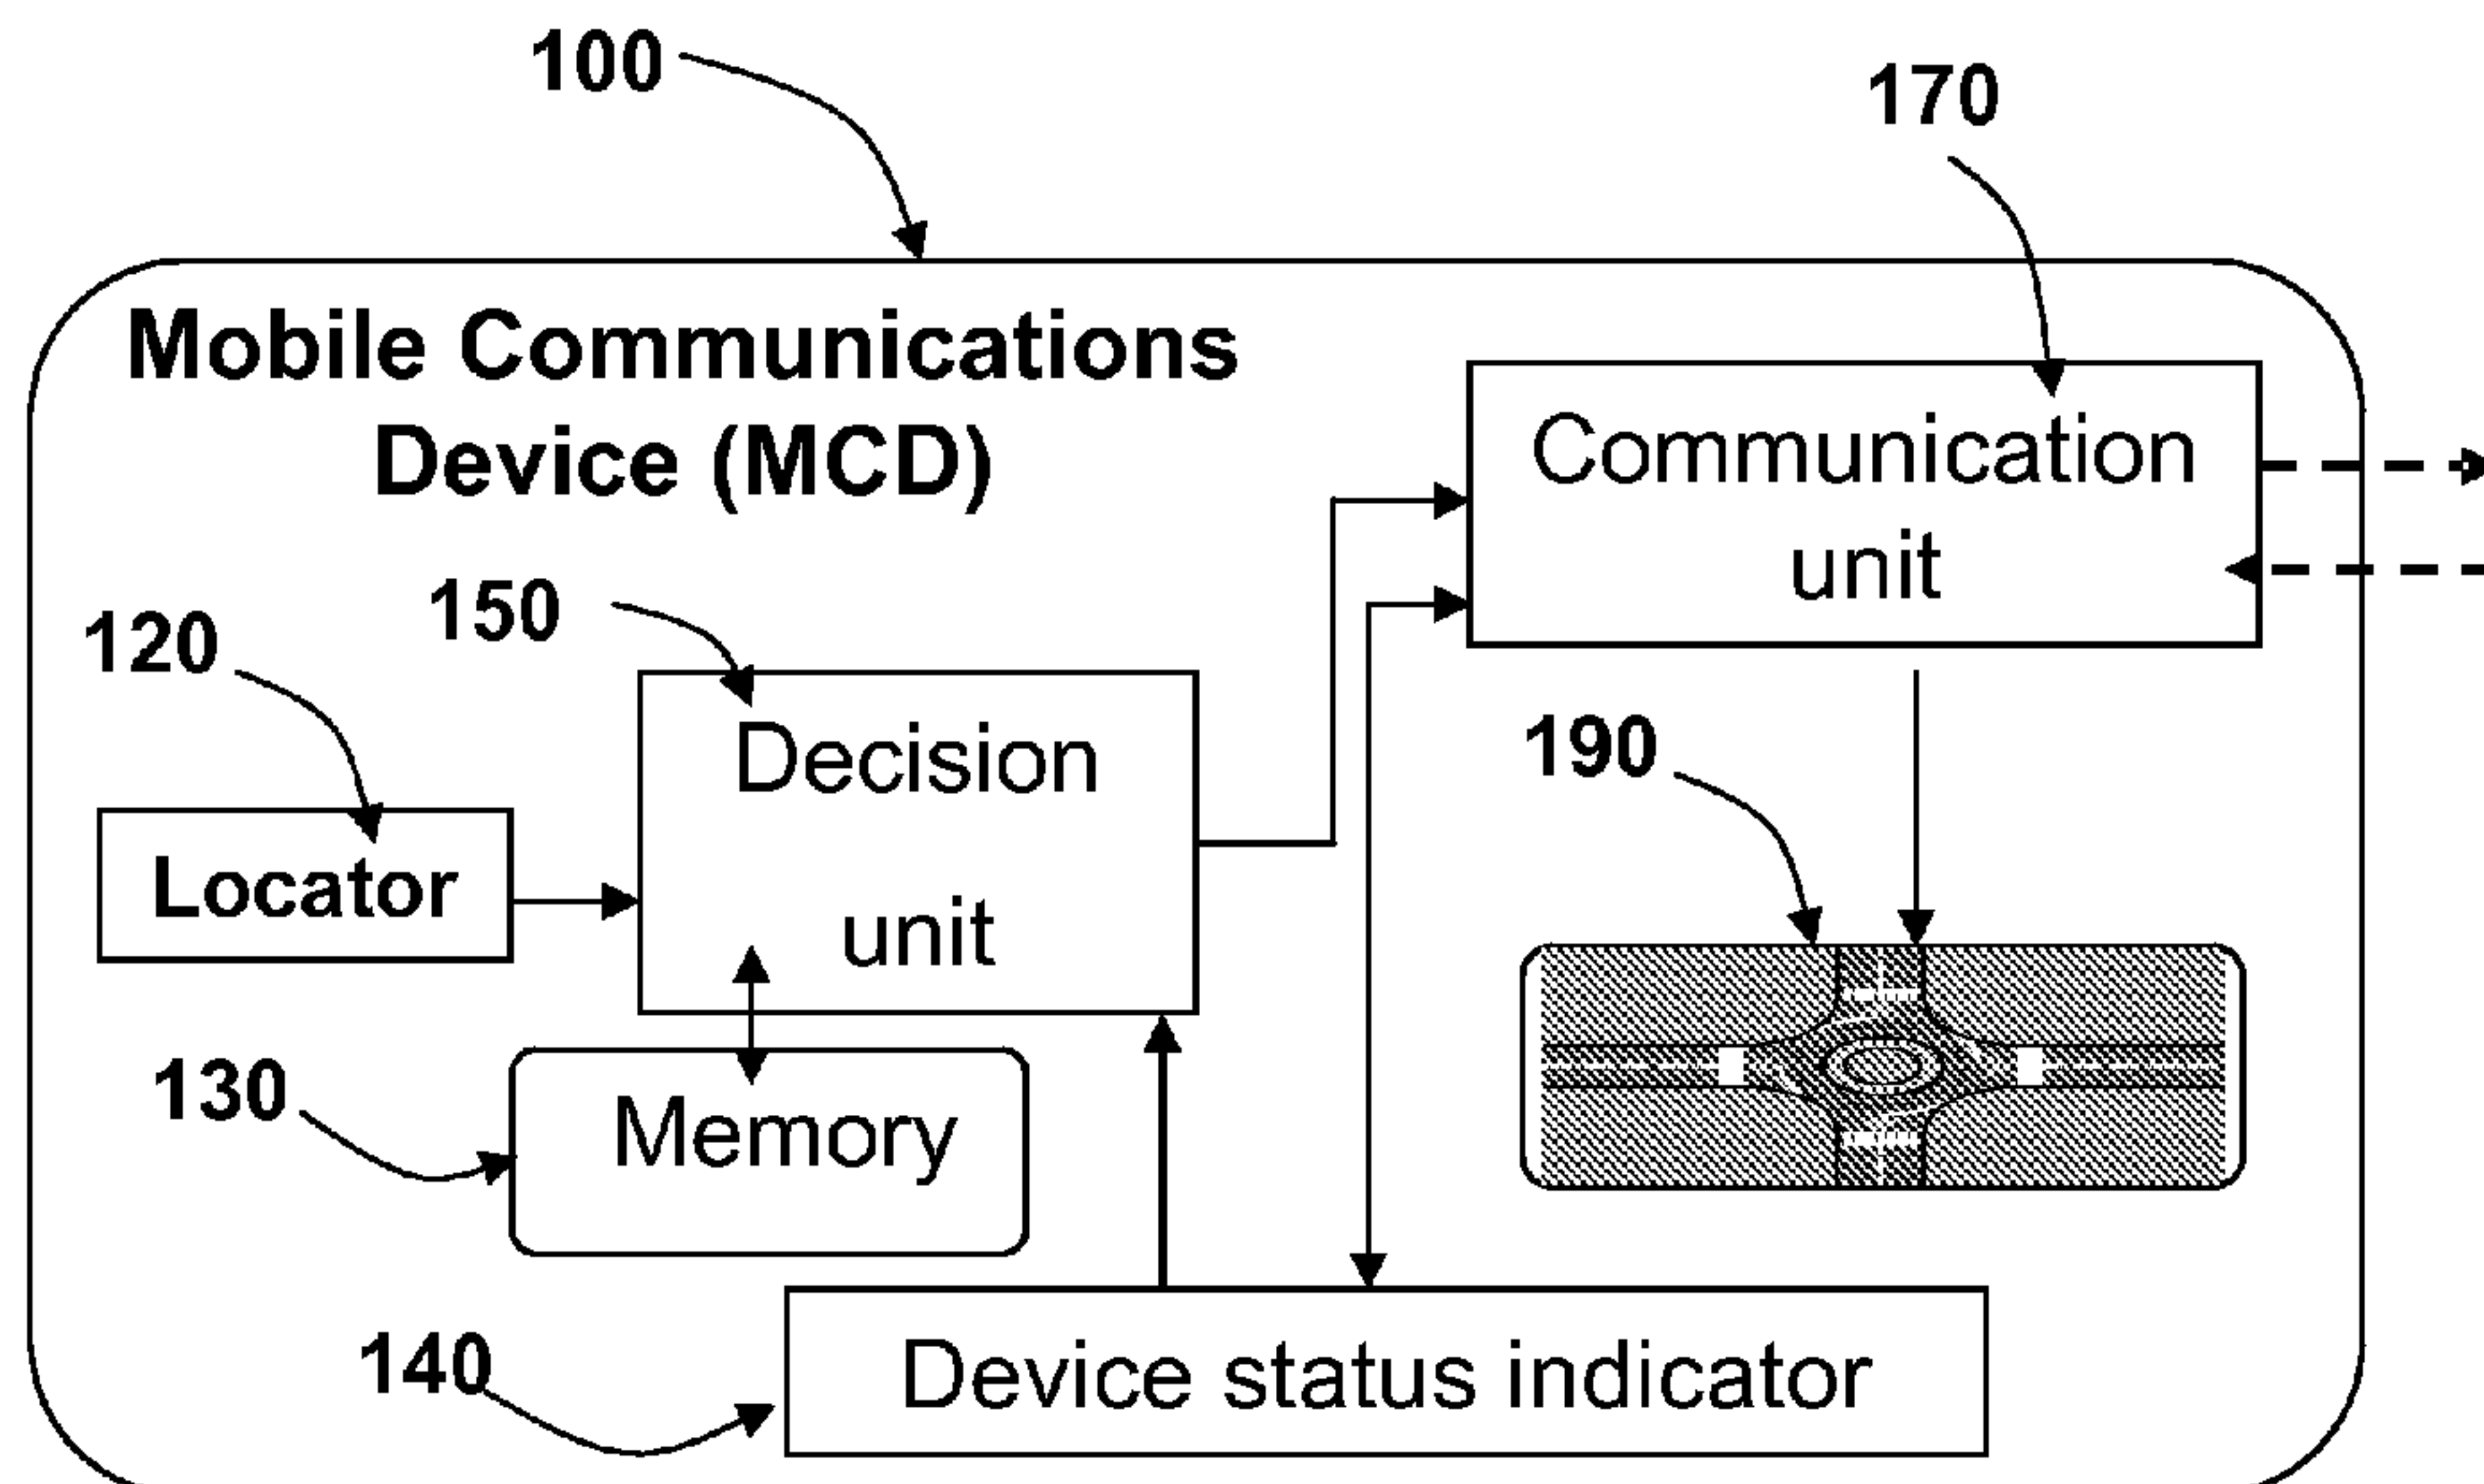 100
170
Mobile Communications
Device (MCD)
Communication
unit
150
120
190
Decision
unit
Locator
130
Memory
140
Device status indicator